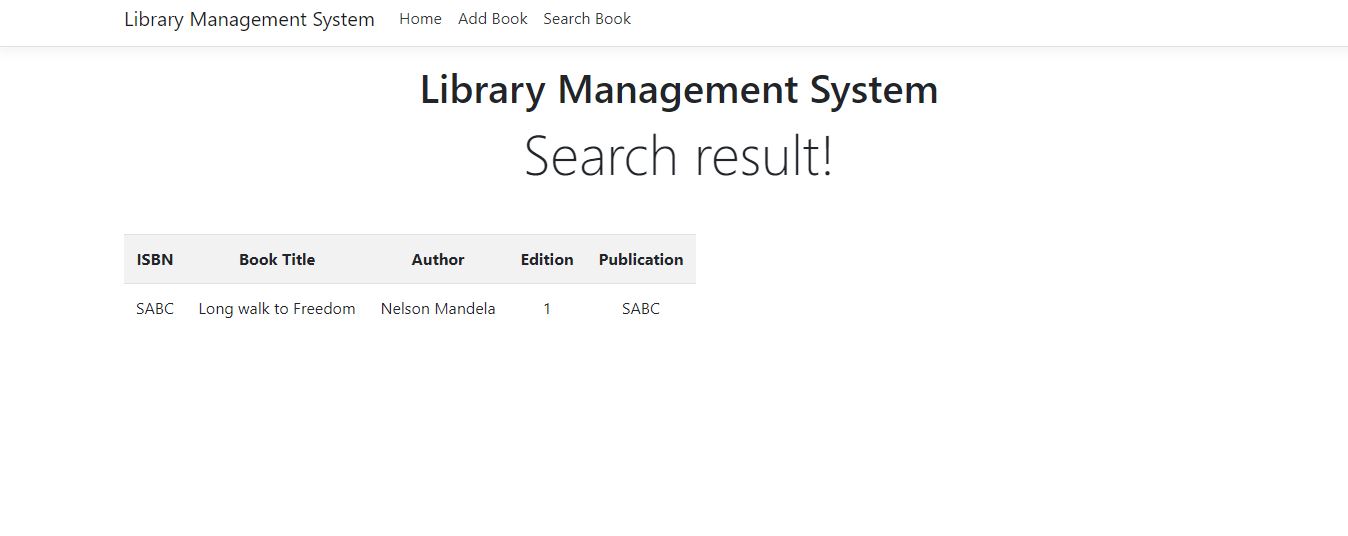 Library Management System Home Add Book Search Book
Library Management System
Search result!
ISBN Book Title Author Edition Publication
SABC Long walk to Freedom Nelson Mandela 1 SABC